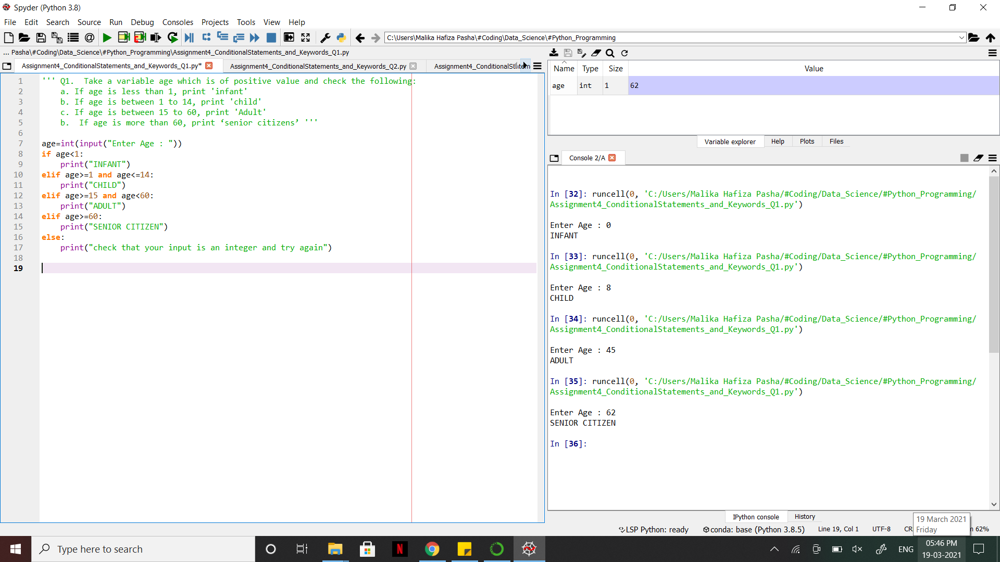 Spyder (Python 3.8)
File Edit Search Source Run Debug Consoles Projects Tools View Help
C:\Users\Malika Hafiza Pasha\#Coding\Data_Science\#Python_Programming
... Pasha\#Coding\Data_Science\#Python_Programming\Assignment4_ConditionalStatements_and_Keywords_Q1.py
Assignment4_ConditionalStatements_and_Keywords_Q1.py*
Assignment4_ConditionalStatements_and_Keywords_Q2.py
1 ''' Q1.  Take a variable age which is of positive value and check the following:
2     a. If age is less than 1, print 'infant'
3     b. If age is between 1 to 14, print 'child'
4     c. If age is between 15 to 60, print 'Adult'
5     b.  If age is more than 60, print ‘senior citizens’ '''
6
7 age=int(input("Enter Age : "))
8 if age<1:
9     print("INFANT")
10 elif age>=1 and age<=14:
11     print("CHILD")
12 elif age>=15 and age<60:
13     print("ADULT")
14 elif age>=60:
15     print("SENIOR CITIZEN")
16 else:
17     print("check that your input is an integer and try again")
18
19
Name Type Size Value
age int 1 62
Variable explorer Help Plots Files
Console 2/A
In [32]: runcell(0, 'C:/Users/Malika Hafiza Pasha/#Coding/Data_Science/#Python_Programming/
Assignment4_ConditionalStatements_and_Keywords_Q1.py')
Enter Age : 0
INFANT
In [33]: runcell(0, 'C:/Users/Malika Hafiza Pasha/#Coding/Data_Science/#Python_Programming/
Assignment4_ConditionalStatements_and_Keywords_Q1.py')
Enter Age : 8
CHILD
In [34]: runcell(0, 'C:/Users/Malika Hafiza Pasha/#Coding/Data_Science/#Python_Programming/
Assignment4_ConditionalStatements_and_Keywords_Q1.py')
Enter Age : 45
ADULT
In [35]: runcell(0, 'C:/Users/Malika Hafiza Pasha/#Coding/Data_Science/#Python_Programming/
Assignment4_ConditionalStatements_and_Keywords_Q1.py')
Enter Age : 62
SENIOR CITIZEN
In [36]:
IPython console History
19 March 2021
Friday
LSP Python: ready conda: base (Python 3.8.5) Line 19, Col 1 UTF-8 62%
Type here to search
ENG
05:46 PM
19-03-2021